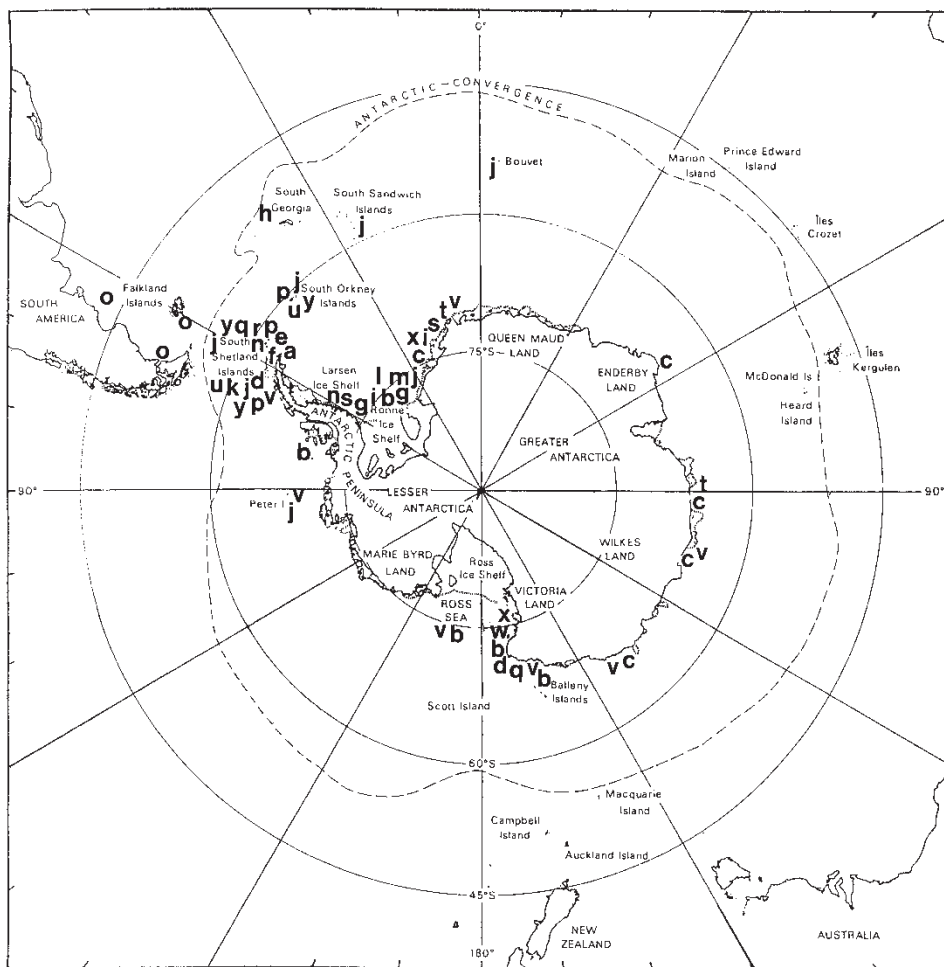 0°
ANTARCTIC-CONVERGENCE
j Bouvet
Marion
Island
Prince Edward
Island
South
Georgia
h
South Sandwich
Islands
j
Îles
Crozet
Falkland
Islands
o
o
o
SOUTH
AMERICA
j
p
y
u
South Orkney
Islands
y q r p
j South
Shetland
Islands
n e
f a
u k j d
y p v
v
t
s
i
x
c
75°S
QUEEN MAUD
LAND
c
ENDERBY
LAND
McDonald Is
Heard
Island
Îles
Kergulen
Larsen
Ice Shelf
l m j
n s g i b g
Ronne
Ice
Shelf
ANTARCTIC PENINSULA
b
GREATER
ANTARCTICA
90°
Peter I
v
j
LESSER
ANTARCTICA
t
c
90°
MARIE BYRD
LAND
Ross
Ice Shelf
WILKES
LAND
c v
ROSS
SEA
VICTORIA
LAND
v b
x
w
b
d q v b
v c
Balleny
Islands
Scott Island
60°S
Macquarie
Island
Campbell
Island
Auckland Island
45°S
NEW
ZEALAND
AUSTRALIA
180°